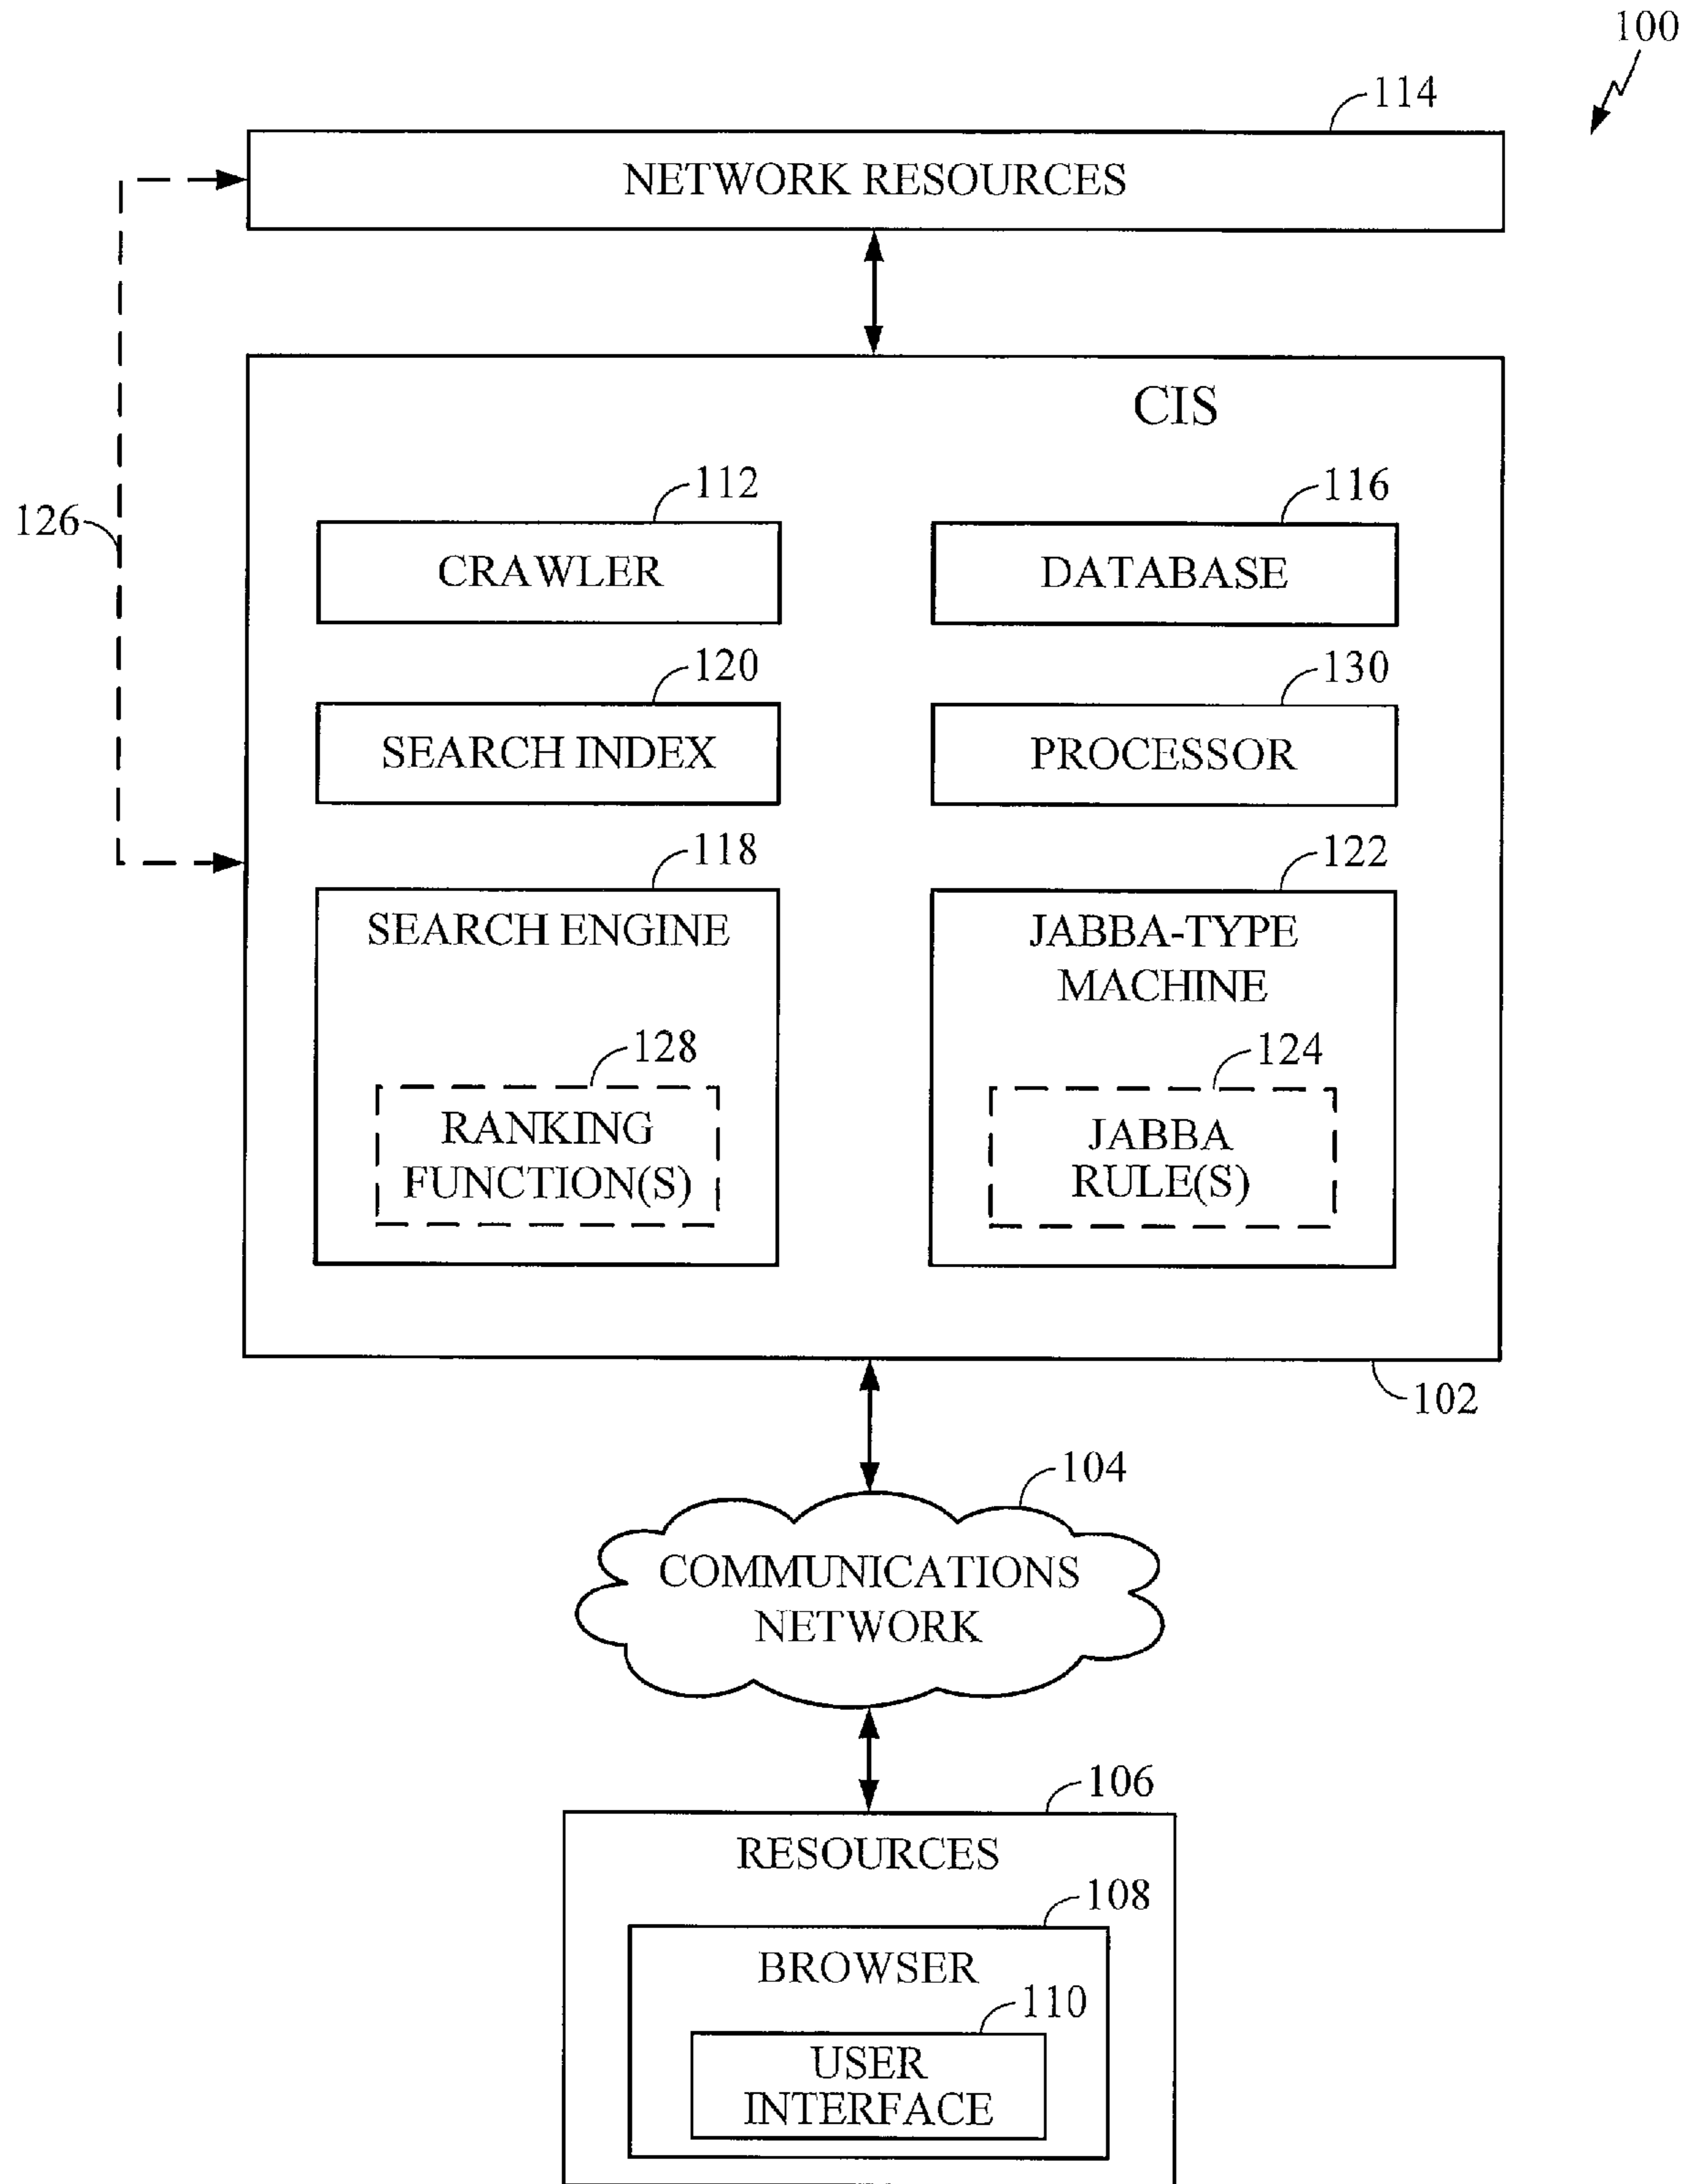 100
114
NETWORK RESOURCES
CIS
112
116
126
CRAWLER
DATABASE
120
130
SEARCH INDEX
PROCESSOR
118
122
SEARCH ENGINE
JABBA-TYPE
MACHINE
128
124
RANKING
FUNCTION(S)
JABBA
RULE(S)
102
104
COMMUNICATIONS
NETWORK
106
RESOURCES
108
BROWSER
110
USER
INTERFACE